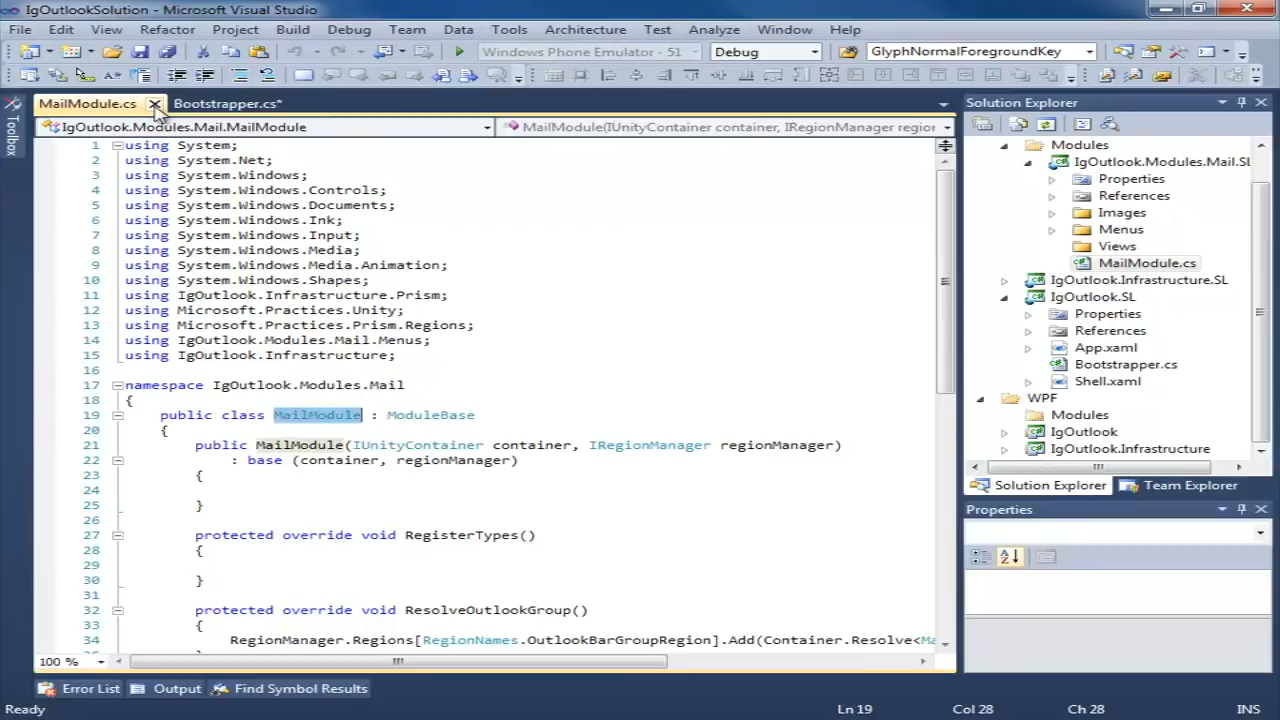 IgOutlookSolution - Microsoft Visual Studio
File Edit View Refactor Project Build Debug Team Data Tools Architecture Test Analyze Window Help
Windows Phone Emulator - 51 Debug GlyphNormalForegroundKey
MailModule.cs Bootstrapper.cs*
IgOutlook.Modules.Mail.MailModule MailModule(IUnityContainer container, IRegionManager region
1 using System;
2 using System.Net;
3 using System.Windows;
4 using System.Windows.Controls;
5 using System.Windows.Documents;
6 using System.Windows.Ink;
7 using System.Windows.Input;
8 using System.Windows.Media;
9 using System.Windows.Media.Animation;
10 using System.Windows.Shapes;
11 using IgOutlook.Infrastructure.Prism;
12 using Microsoft.Practices.Unity;
13 using Microsoft.Practices.Prism.Regions;
14 using IgOutlook.Modules.Mail.Menus;
15 using IgOutlook.Infrastructure;
16
17 namespace IgOutlook.Modules.Mail
18 {
19 public class MailModule : ModuleBase
20 {
21 public MailModule(IUnityContainer container, IRegionManager regionManager)
22 : base (container, regionManager)
23 {
24
25 }
26
27 protected override void RegisterTypes()
28 {
29
30 }
31
32 protected override void ResolveOutlookGroup()
33 {
34 RegionManager.Regions[RegionNames.OutlookBarGroupRegion].Add(Container.Resolve<Ma
100 %
Toolbox
Solution Explorer
Modules
IgOutlook.Modules.Mail.SL
Properties
References
Images
Menus
Views
MailModule.cs
IgOutlook.Infrastructure.SL
IgOutlook.SL
Properties
References
App.xaml
Bootstrapper.cs
Shell.xaml
WPF
Modules
IgOutlook
IgOutlook.Infrastructure
Solution Explorer Team Explorer
Properties
Error List Output Find Symbol Results
Ready Ln 19 Col 28 Ch 28 INS